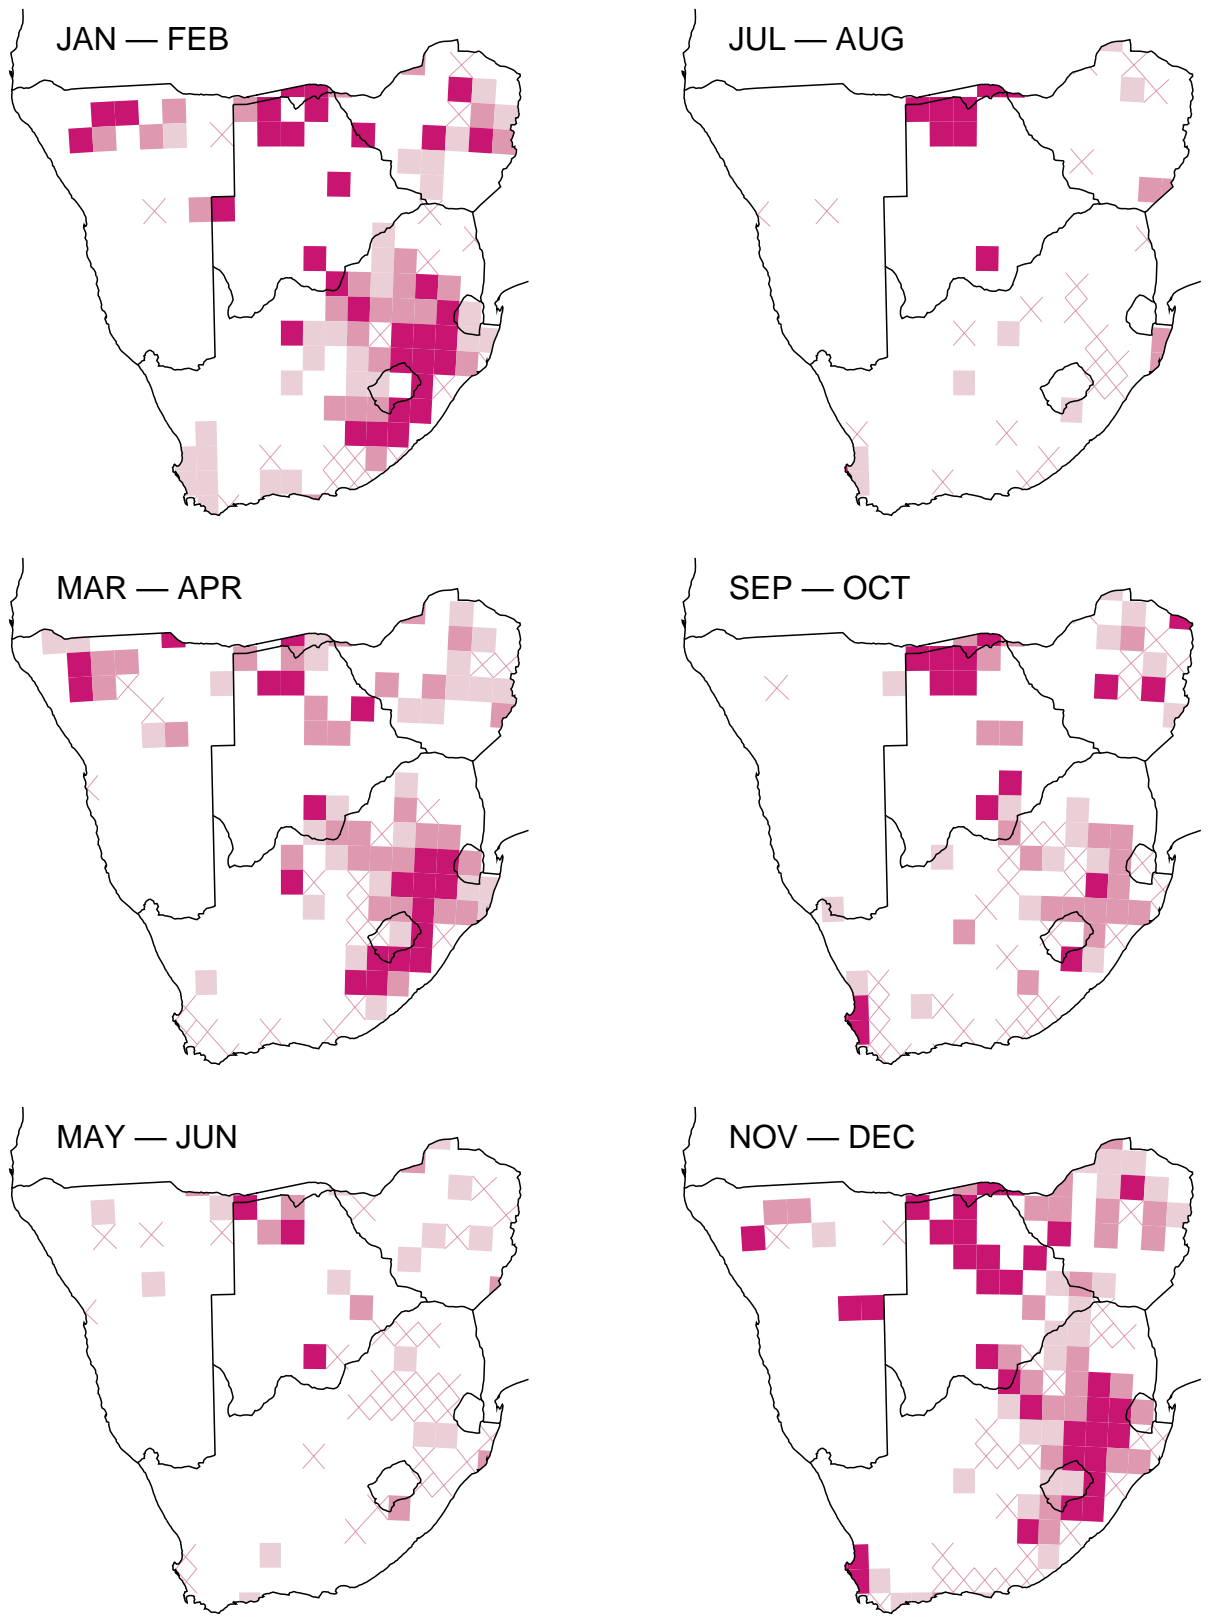 JAN — FEB
JUL — AUG
MAR — APR
SEP — OCT
MAY — JUN
NOV — DEC